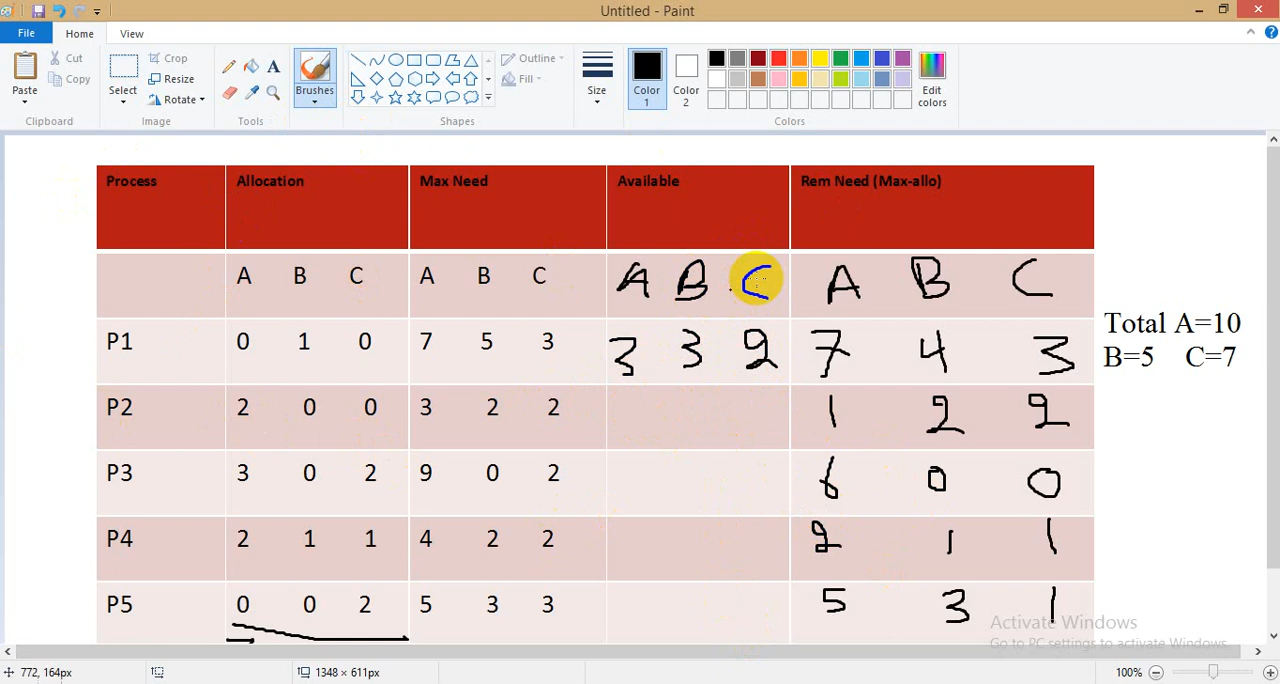 Untitled - Paint
File Home View
Cut
Copy
Paste
Clipboard
Select
Resize
Rotate
Image
Tools
Brushes
Outline
Fill
Shapes
Size
Color 1
Color 2
Edit colors
Colors
Process Allocation Max Need Available Rem Need (Max-allo)
A B C A B C A B C A B C
P1 0 1 0 7 5 3 3 3 2 7 4 3
P2 2 0 0 3 2 2 1 2 2
P3 3 0 2 9 0 2 6 0 0
P4 2 1 1 4 2 2 2 1 1
P5 0 0 2 5 3 3 5 3 1
Total A=10
B=5 C=7
Activate Windows
Go to PC settings to activate Windows.
772, 164px 1348 × 611px 100%